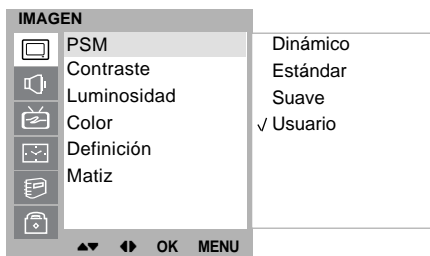 IMAGEN
PSM
Contraste
Luminosidad
Color
Definición
Matiz
Dinámico
Estándar
Suave
√ Usuario
▲▼ ◀▶ OK MENU